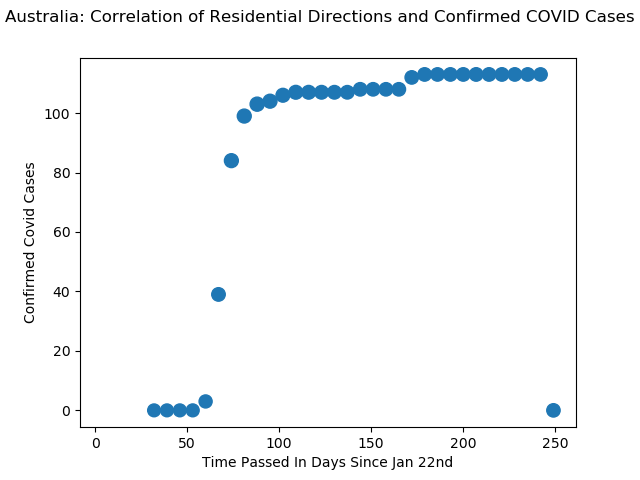 Australia: Correlation of Residential Directions and Confirmed COVID Cases
Confirmed Covid Cases
100
80
60
40
20
0
0 50 100 150 200 250
Time Passed In Days Since Jan 22nd